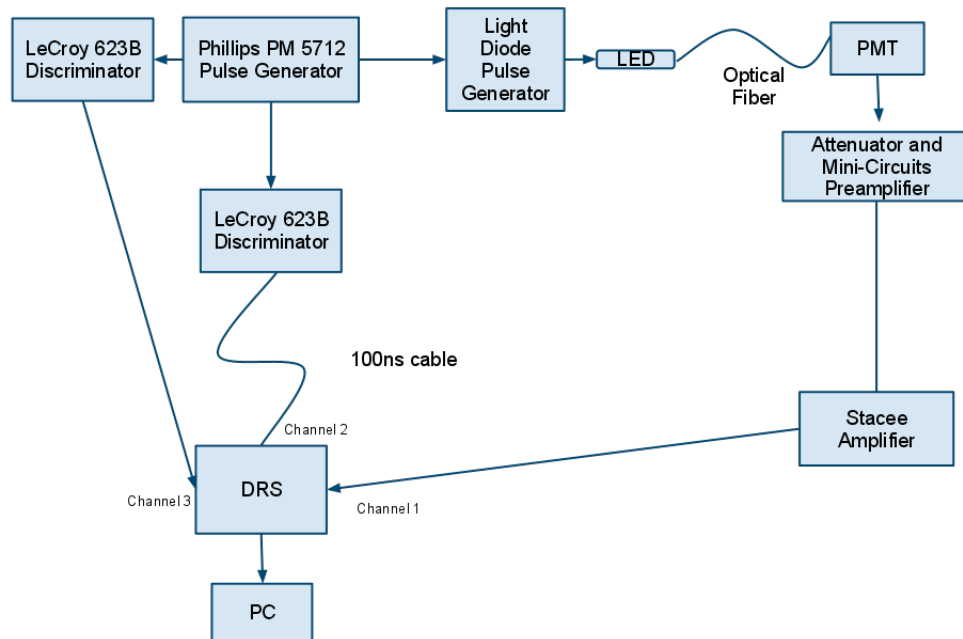 LeCroy 623B
Discriminator
Phillips PM 5712
Pulse Generator
Light
Diode
Pulse
Generator
LED
Optical
Fiber
PMT
Attenuator and
Mini-Circuits
Preamplifier
LeCroy 623B
Discriminator
100ns cable
Stacee
Amplifier
Channel 2
Channel 3
DRS
Channel 1
PC